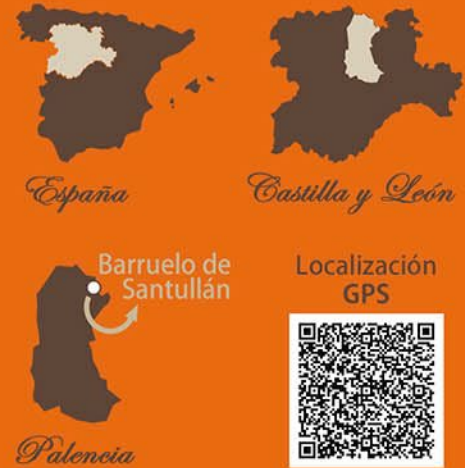 España
Castilla y León
Barruelo de
Santullán
Localización
GPS
Palencia